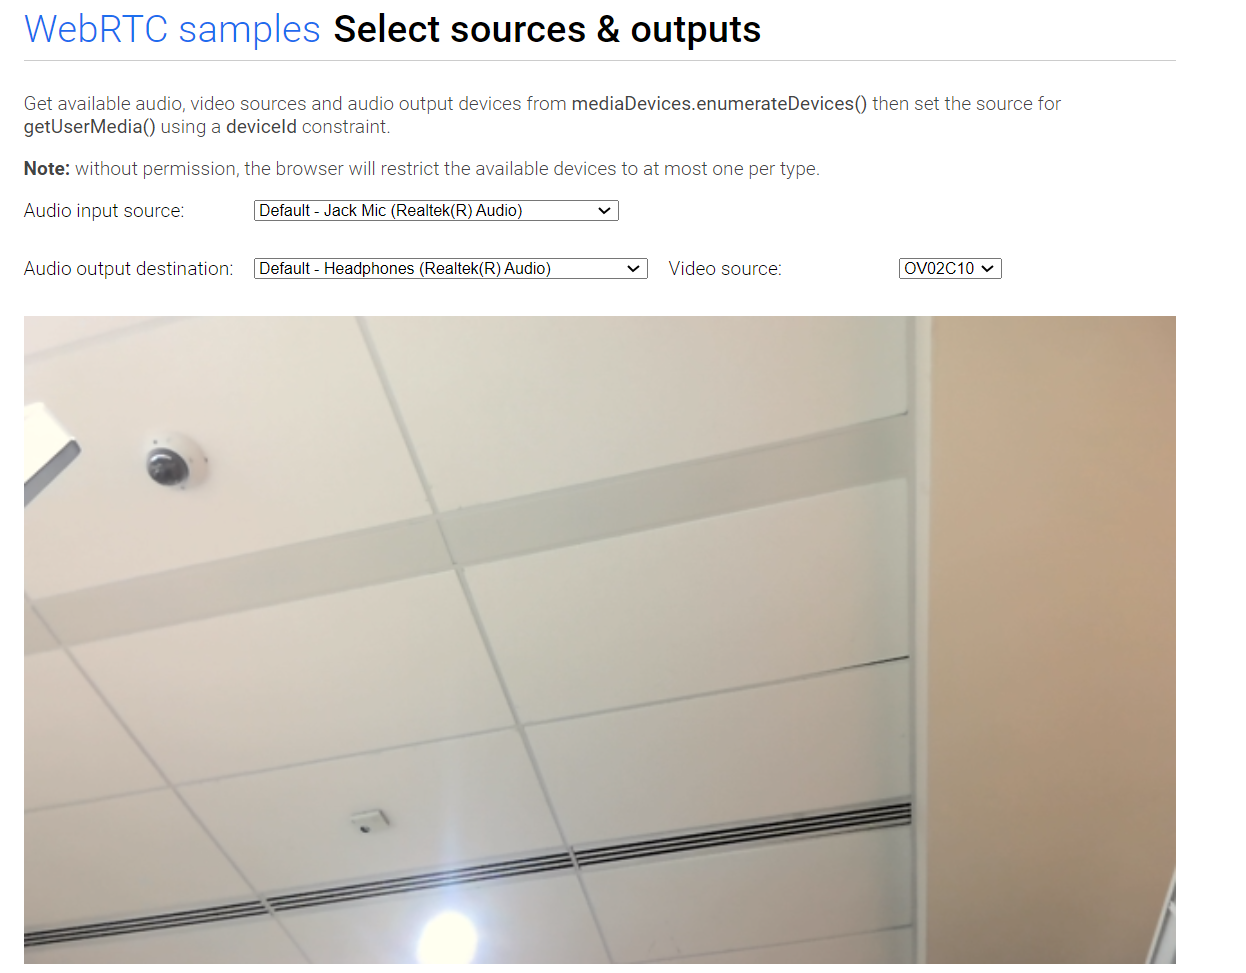 WebRTC samples Select sources & outputs
Get available audio, video sources and audio output devices from mediaDevices.enumerateDevices() then set the source for
getUserMedia() using a deviceId constraint.
Note: without permission, the browser will restrict the available devices to at most one per type.
Audio input source: Default - Jack Mic (Realtek(R) Audio)
Audio output destination: Default - Headphones (Realtek(R) Audio) Video source: OV02C10